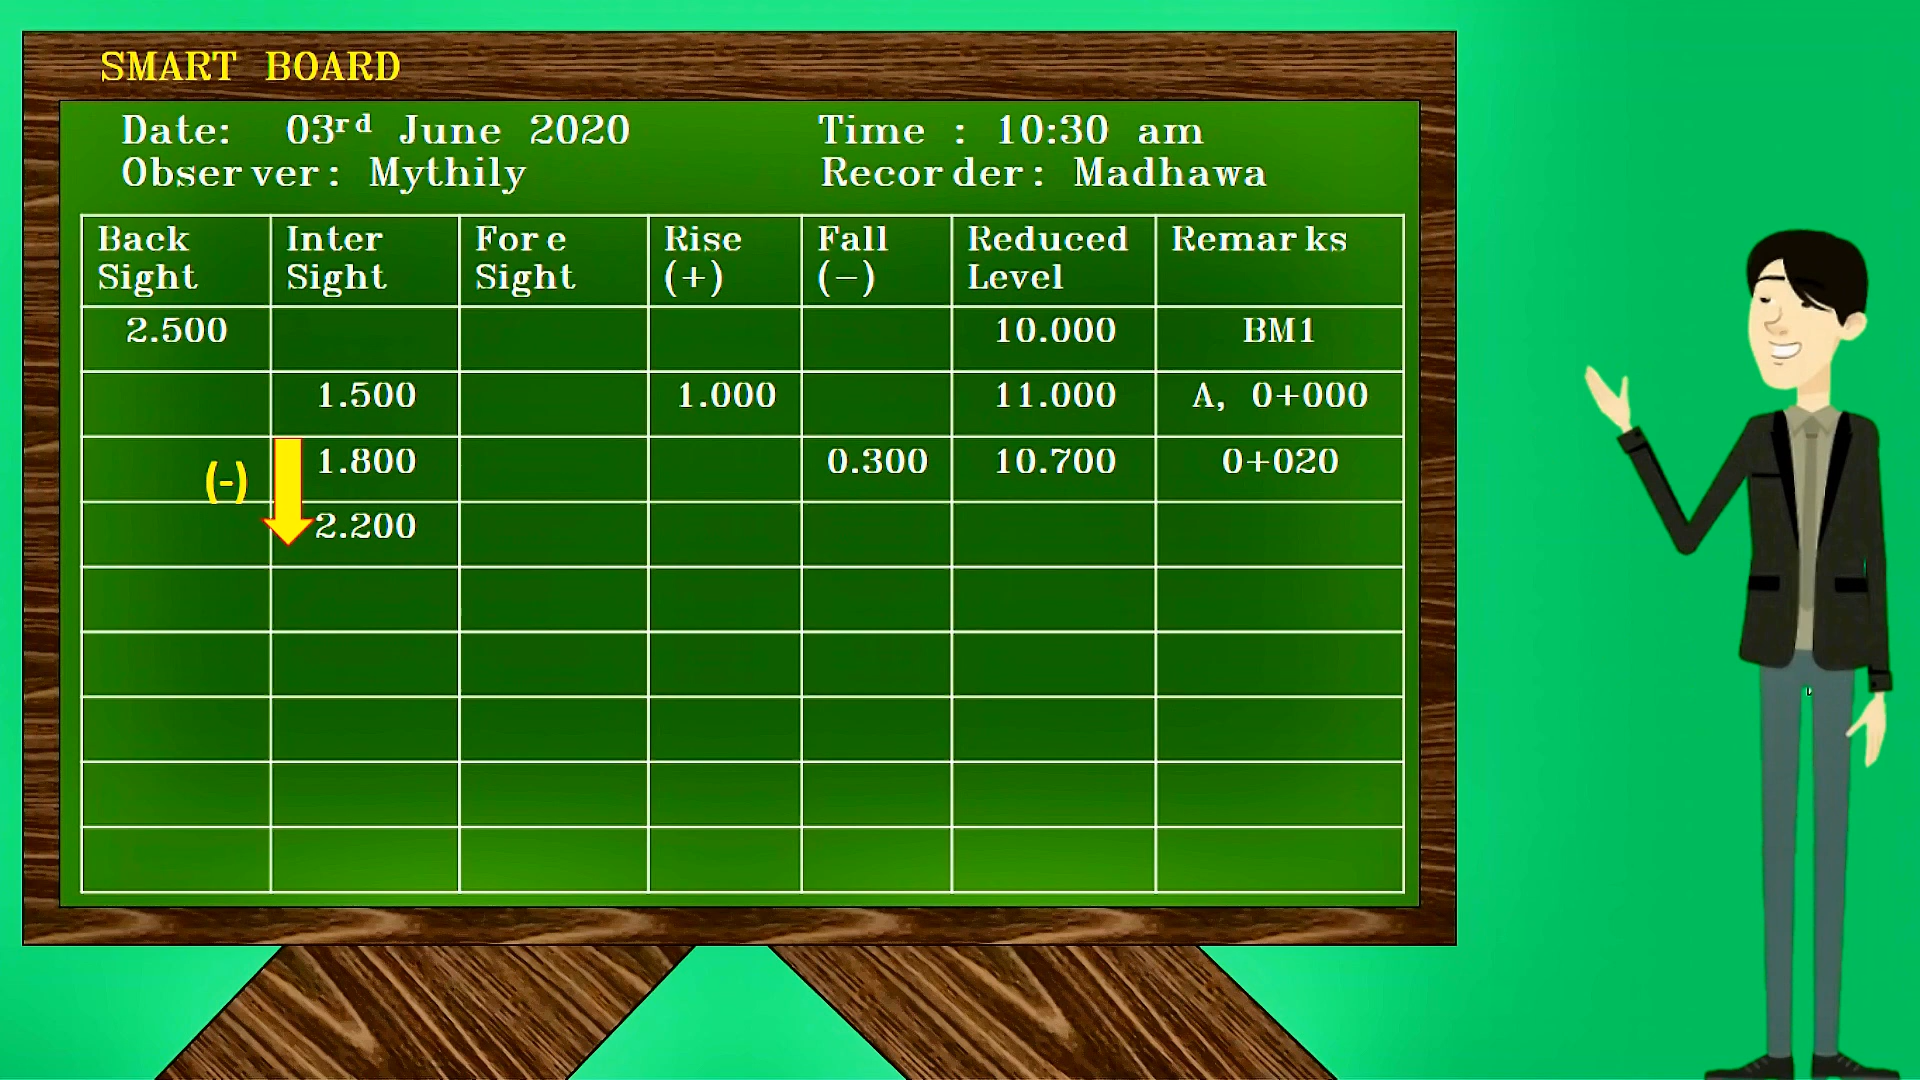 SMART BOARD
Date: 03rd June 2020 Time : 10:30 am
Observer: Mythily Recorder: Madhawa
Back Sight Inter Sight Fore Sight Rise (+) Fall (-) Reduced Level Remarks
2.500 10.000 BM1
1.500 1.000 11.000 A, 0+000
(-) 1.800 0.300 10.700 0+020
2.200